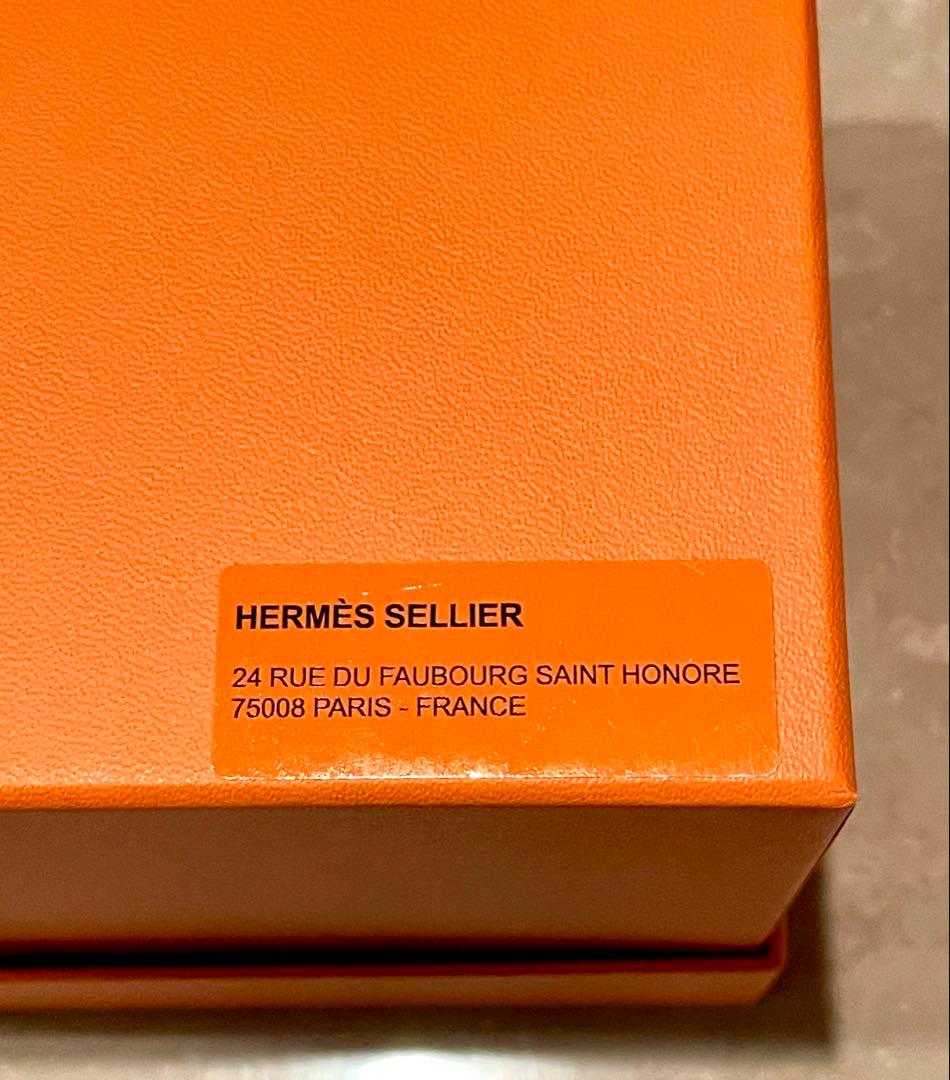 HERMÈS SELLIER
24 RUE DU FAUBOURG SAINT HONORE
75008 PARIS - FRANCE